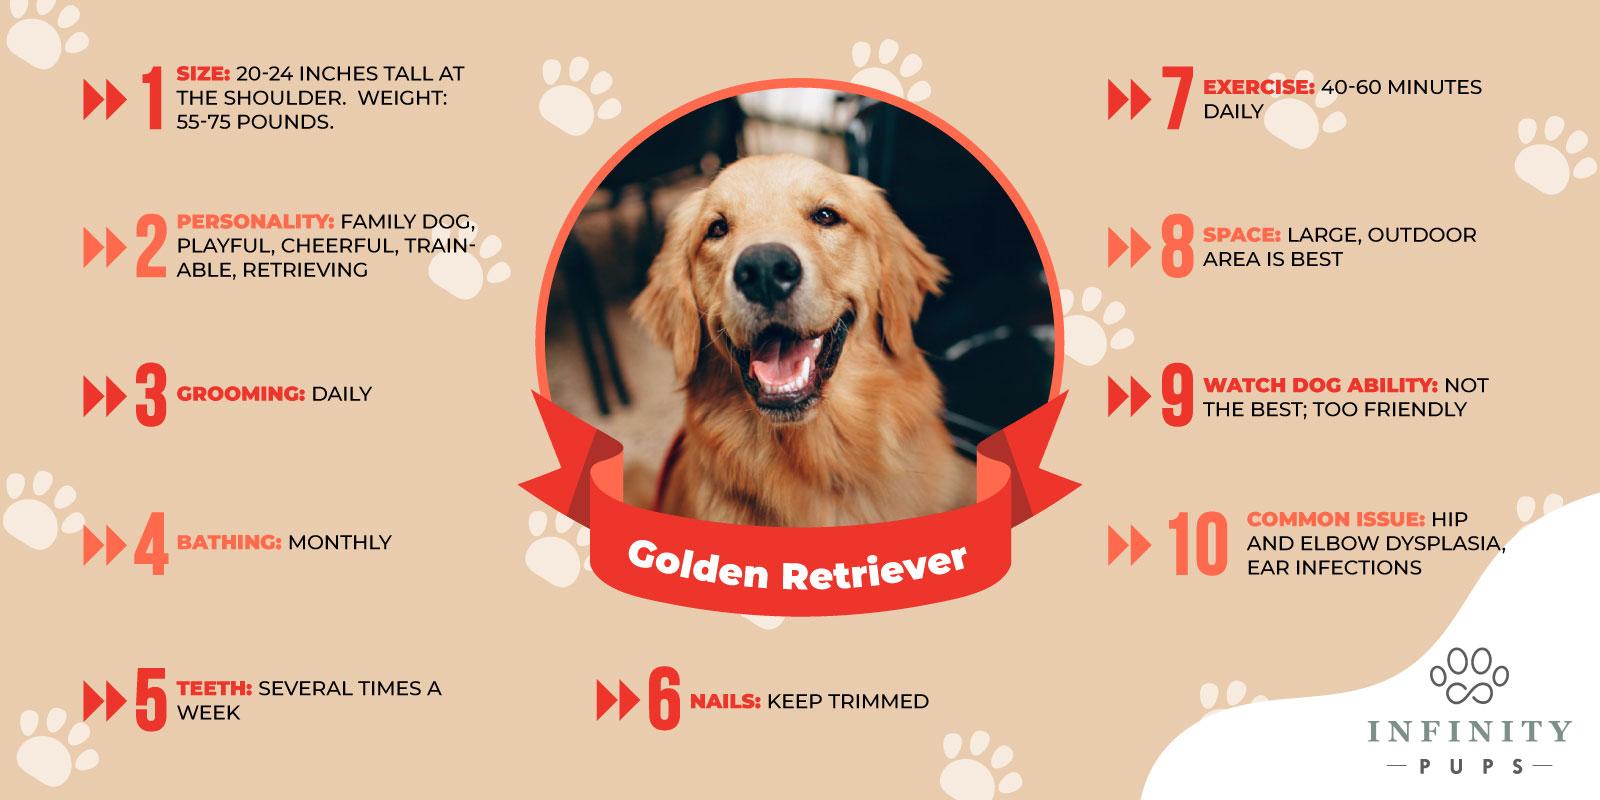 1 SIZE: 20-24 INCHES TALL AT
THE SHOULDER. WEIGHT:
55-75 POUNDS.
2 PERSONALITY: FAMILY DOG,
PLAYFUL, CHEERFUL, TRAIN-
ABLE, RETRIEVING
3 GROOMING: DAILY
4 BATHING: MONTHLY
5 TEETH: SEVERAL TIMES A
WEEK
Golden Retriever
6 NAILS: KEEP TRIMMED
7 EXERCISE: 40-60 MINUTES
DAILY
8 SPACE: LARGE, OUTDOOR
AREA IS BEST
9 WATCH DOG ABILITY: NOT
THE BEST; TOO FRIENDLY
10 COMMON ISSUE: HIP
AND ELBOW DYSPLASIA,
EAR INFECTIONS
INFINITY
PUPS